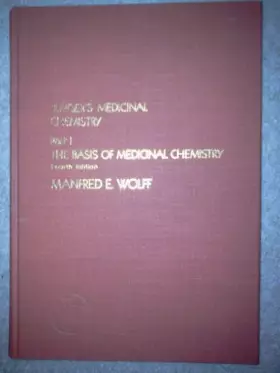 BURGER'S MEDICINAL
CHEMISTRY
Part I
THE BASIS OF MEDICINAL CHEMISTRY
Fourth Edition
MANFRED E. WOLFF